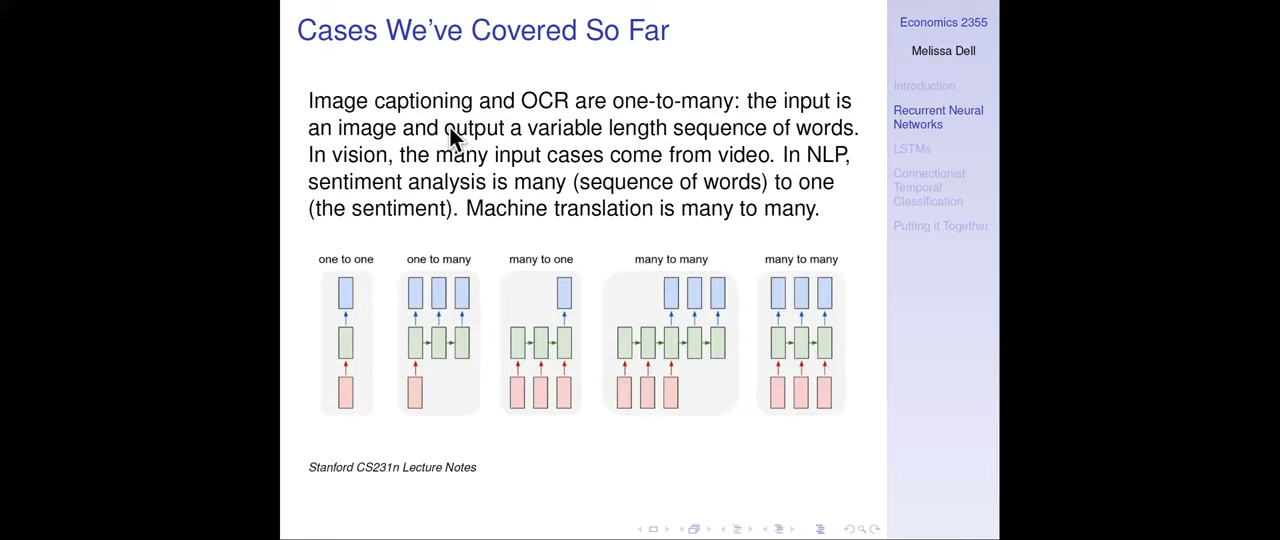 Cases We've Covered So Far
Image captioning and OCR are one-to-many: the input is
an image and output a variable length sequence of words.
In vision, the many input cases come from video. In NLP,
sentiment analysis is many (sequence of words) to one
(the sentiment). Machine translation is many to many.
one to one
one to many
many to one
many to many
many to many
Stanford CS231n Lecture Notes
Economics 2355
Melissa Dell
Introduction
Recurrent Neural
Networks
LSTMs
Connectionist
Temporal
Classification
Putting it Together